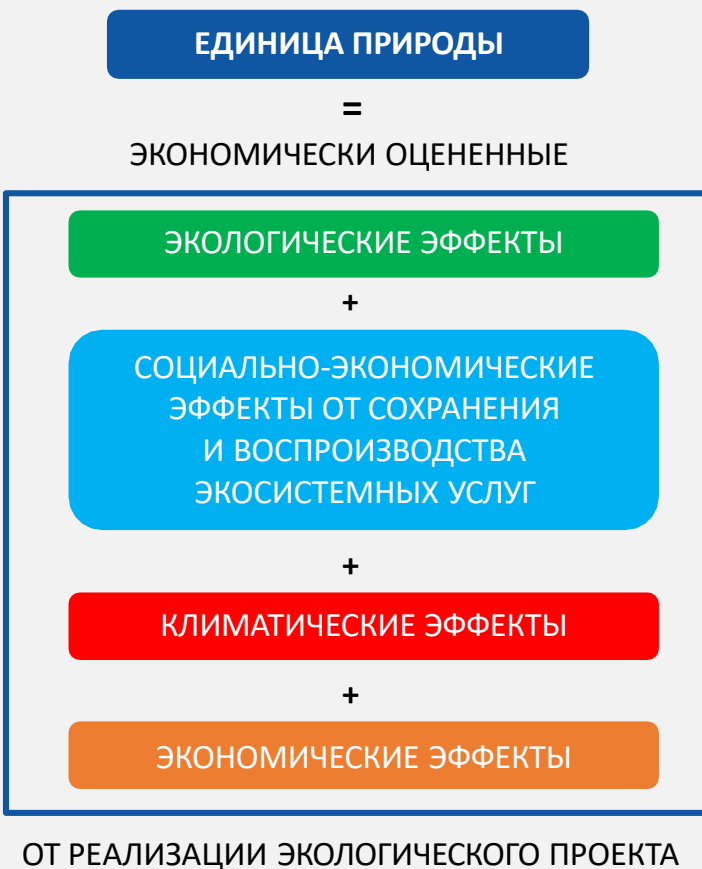 ЕДИНИЦА ПРИРОДЫ
=
ЭКОНОМИЧЕСКИ ОЦЕНЕННЫЕ
ЭКОЛОГИЧЕСКИЕ ЭФФЕКТЫ
+
СОЦИАЛЬНО-ЭКОНОМИЧЕСКИЕ
ЭФФЕКТЫ ОТ СОХРАНЕНИЯ
И ВОСПРОИЗВОДСТВА
ЭКОСИСТЕМНЫХ УСЛУГ
+
КЛИМАТИЧЕСКИЕ ЭФФЕКТЫ
+
ЭКОНОМИЧЕСКИЕ ЭФФЕКТЫ
ОТ РЕАЛИЗАЦИИ ЭКОЛОГИЧЕСКОГО ПРОЕКТА